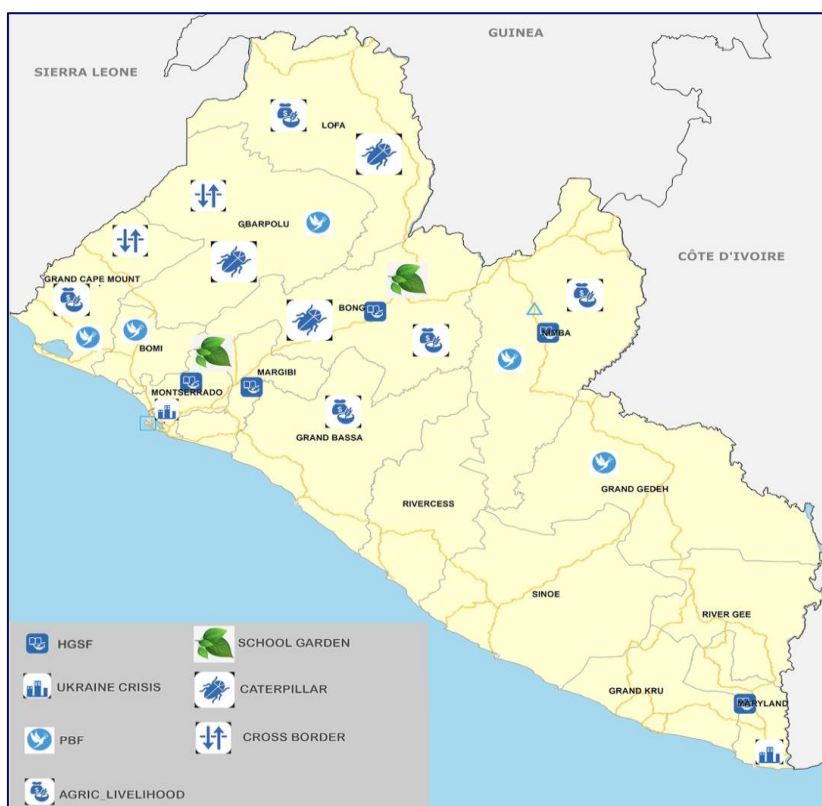 GUINEA
SIERRA LEONE
LOFA
GBARPOLU
CÔTE D'IVOIRE
GRAND CAPE MOUNT
BONG
NIMBA
BOMI
MARGIBI
MONTSERRADO
GRAND BASSA
GRAND GEDEH
RIVERCESS
SINOE
RIVER GEE
GRAND KRU
MARYLAND
HGSF
SCHOOL GARDEN
UKRAINE CRISIS
CATERPILLAR
PBF
CROSS BORDER
AGRIC_LIVELIHOOD